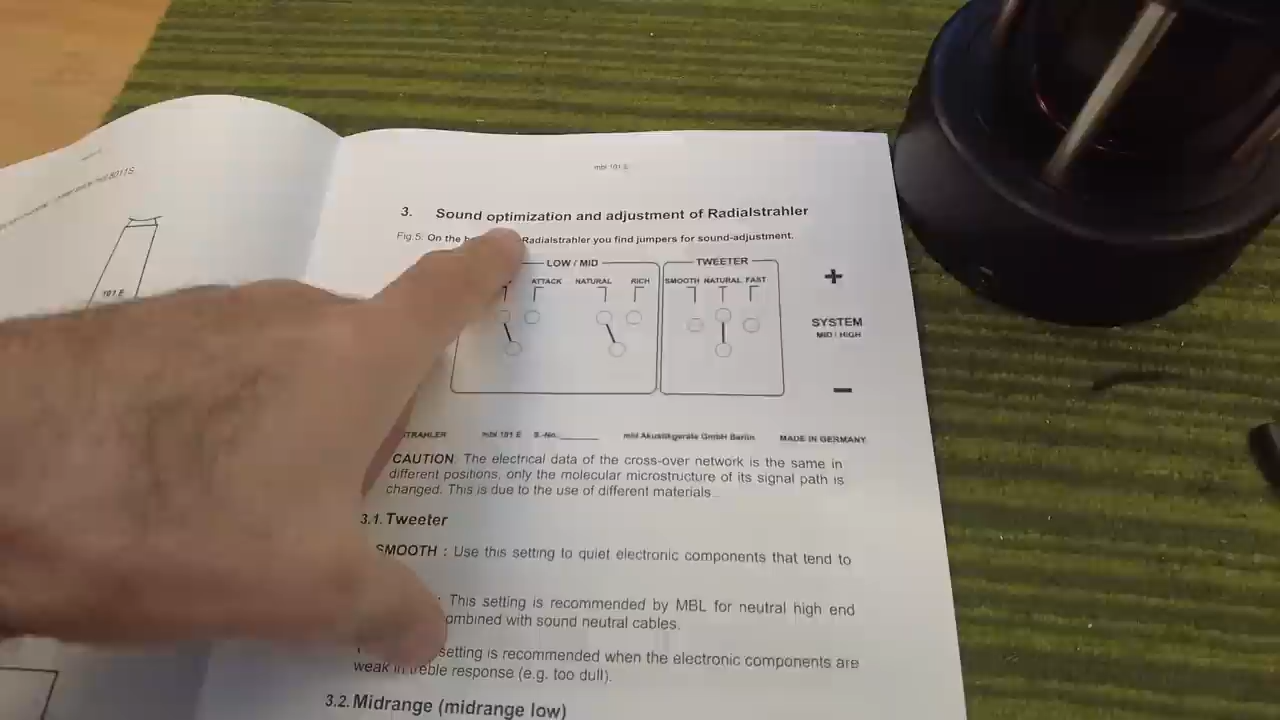 8011S
101 E
mbl 101 E
3. Sound optimization and adjustment of Radialstrahler
Fig.5: On the Radialstrahler you find jumpers for sound-adjustment.
LOW / MID TWEETER
ATTACK NATURAL RICH SMOOTH NATURAL FAST
+
SYSTEM
MID / HIGH
−
STRAHLER mbl 101 E S.-No. mbl Akustikgeräte GmbH Berlin MADE IN GERMANY
CAUTION: The electrical data of the cross-over network is the same in
different positions, only the molecular microstructure of its signal path is
changed. This is due to the use of different materials.
3.1. Tweeter
SMOOTH : Use this setting to quiet electronic components that tend to
: This setting is recommended by MBL for neutral high end
combined with sound neutral cables.
setting is recommended when the electronic components are
weak in treble response (e.g. too dull).
3.2. Midrange (midrange low)